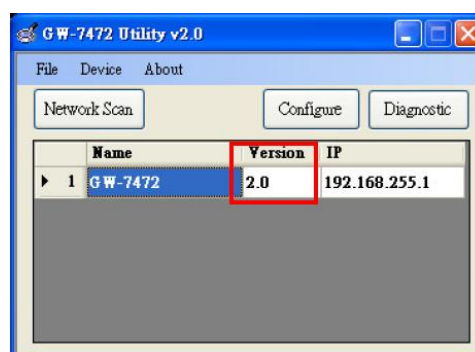 GW-7472 Utility v2.0
File Device About
Network Scan Configure Diagnostic
Name Version IP
1 GW-7472 2.0 192.168.255.1